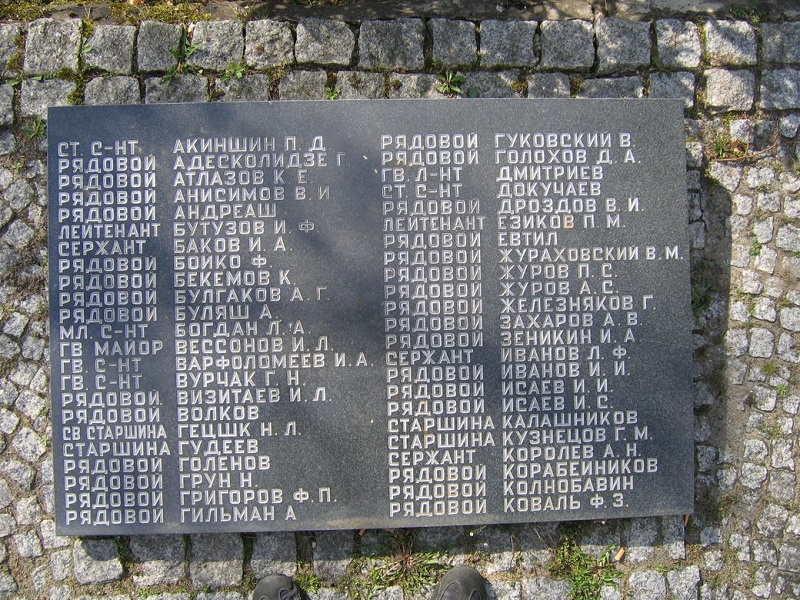 СТ. С-НТ АКИНШИН П. Д
РЯДОВОЙ АДЕСКОЛИДЗЕ Г.
РЯДОВОЙ АТЛАЗОВ К. Е.
РЯДОВОЙ АНИСИМОВ В. И
РЯДОВОЙ АНДРЕАШ
ЛЕИТЕНАНТ БУТУЗОВ И. Ф
СЕРЖАНТ БАКОВ И. А.
РЯДОВОЙ БОЙКО Ф.
РЯДОВОЙ БЕКЕМОВ К.
РЯДОВОЙ БУЛГАКОВ А. Г.
РЯДОВОЙ БУЛЯШ А.
МЛ. С-НТ БОГДАН Л. А.
ГВ МАЙОР ВЕССОНОВ И. Л.
ГВ. С-НТ ВАРФОЛОМЕЕВ И. А.
ГВ. С-НТ ВУРЧАК Г. Н.
РЯДОВОЙ ВИЗИТАЕВ И. Л.
РЯДОВОЙ ВОЛКОВ
СВ СТАРШИНА ГЕЦШК Н. Л.
СТАРШИНА ГУДЕЕВ
РЯДОВОЙ ГОЛЕНОВ
РЯДОВОЙ ГРУН Н.
РЯДОВОЙ ГРИГОРОВ Ф. П.
РЯДОВОЙ ГИЛЬМАН А
РЯДОВОЙ ГУКОВСКИЙ В.
РЯДОВОЙ ГОЛОХОВ Д. А.
ГВ. Л-НТ ДМИТРИЕВ
СТ. С-НТ ДОКУЧАЕВ
РЯДОВОЙ ДРОЗДОВ В. И.
ЛЕИТЕНАНТ ЕЗИКОВ П. М.
РЯДОВОЙ ЕВТИЛ
РЯДОВОЙ ЖУРАХОВСКИЙ В. М.
РЯДОВОЙ ЖУРОВ П. С.
РЯДОВОЙ ЖУРОВ А. С.
РЯДОВОЙ ЖЕЛЕЗНЯКОВ Г.
РЯДОВОЙ ЗАХАРОВ А. В
РЯДОВОЙ ЗЕНИКИН И. А
СЕРЖАНТ ИВАНОВ Л. Ф.
РЯДОВОЙ ИВАНОВ И. И.
РЯДОВОЙ ИСАЕВ И. И.
РЯДОВОЙ ИСАЕВ И. С.
СТАРШИНА КАЛАШНИКОВ
СТАРШИНА КУЗНЕЦОВ Г. М.
СЕРЖАНТ КОРОЛЕВ А. Н.
РЯДОВОЙ КОРАБЕЙНИКОВ
РЯДОВОЙ КОЛНОБАВИН
РЯДОВОЙ КОВАЛЬ Ф. З.